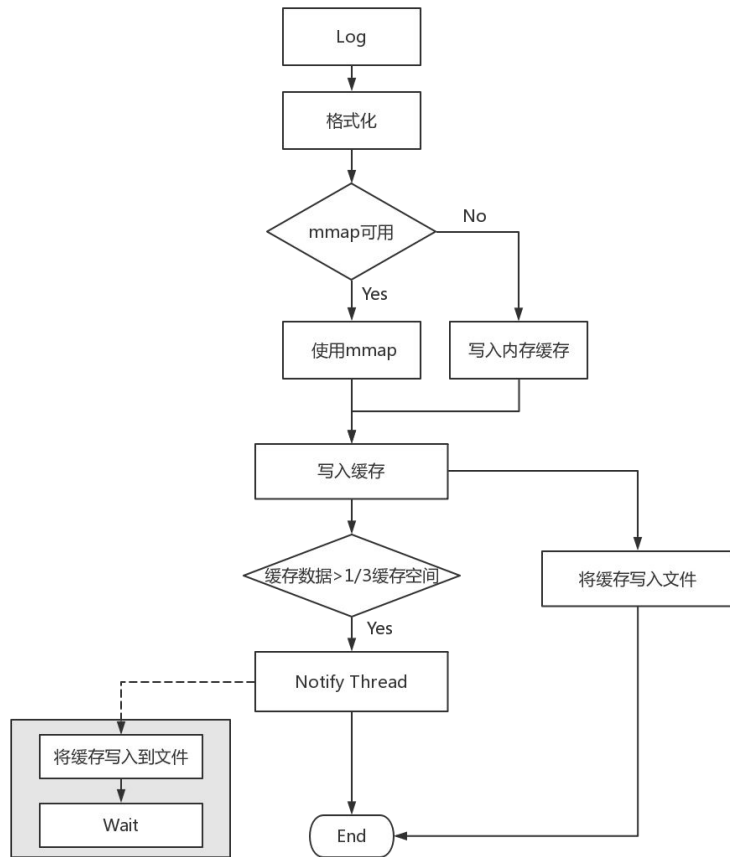 Log
格式化
mmap可用
No
Yes
使用mmap
写入内存缓存
写入缓存
缓存数据>1/3缓存空间
将缓存写入文件
Yes
Notify Thread
将缓存写入到文件
Wait
End